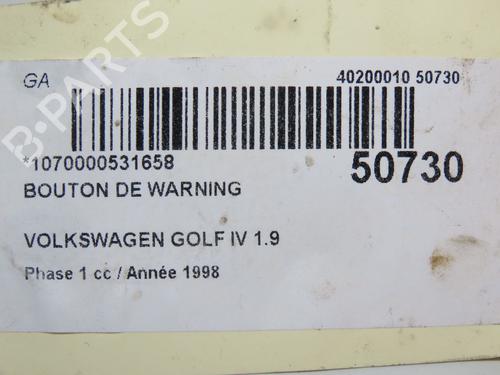 GA 40200010 50730
B-PARTS
*1070000531658 50730
BOUTON DE WARNING
VOLKSWAGEN GOLF IV 1.9
Phase 1 cc / Année 1998